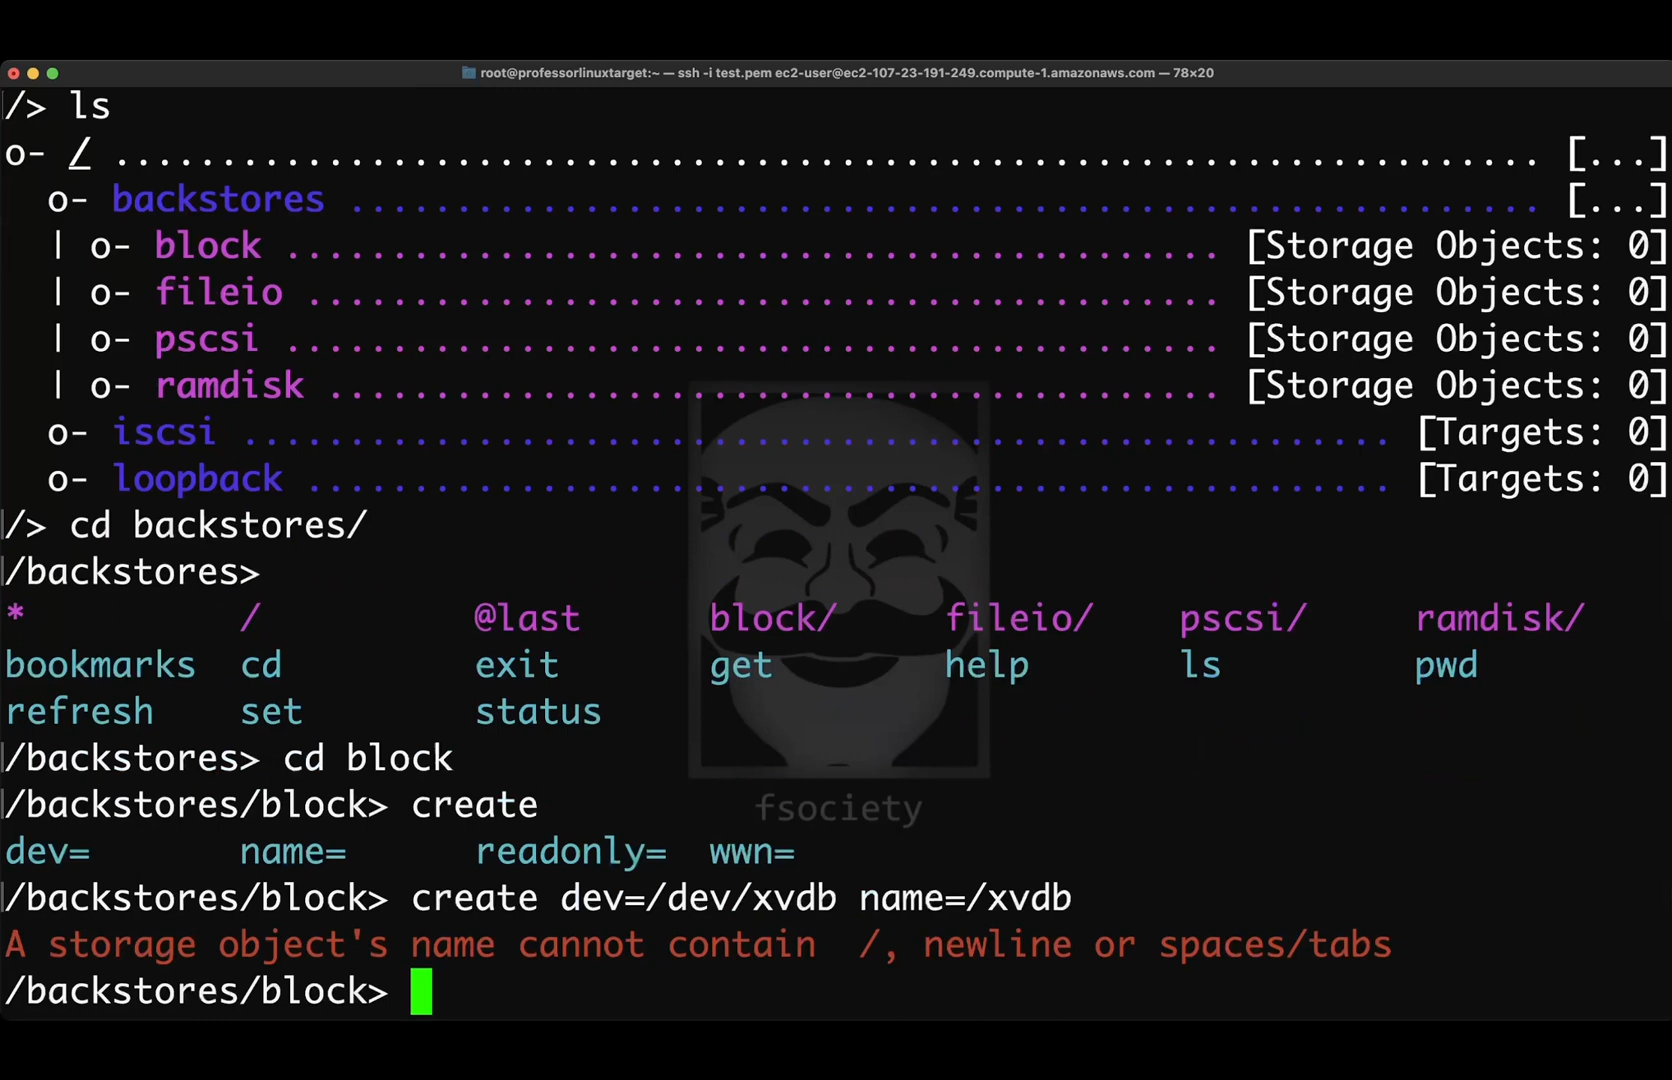 root@professorlinuxtarget:~ — ssh -i test.pem ec2-user@ec2-107-23-191-249.compute-1.amazonaws.com — 78×20
/> ls
o- / ................................................................... [...]
  o- backstores ........................................................ [...]
  | o- block ............................................ [Storage Objects: 0]
  | o- fileio ........................................... [Storage Objects: 0]
  | o- pscsi ............................................ [Storage Objects: 0]
  | o- ramdisk .......................................... [Storage Objects: 0]
  o- iscsi ...................................................... [Targets: 0]
  o- loopback ................................................... [Targets: 0]
/> cd backstores/
/backstores>
*          /          @last      block/     fileio/    pscsi/     ramdisk/
bookmarks  cd         exit       get        help       ls         pwd
refresh    set        status
/backstores> cd block
/backstores/block> create
fsociety
dev=       name=      readonly=  wwn=
/backstores/block> create dev=/dev/xvdb name=/xvdb
A storage object's name cannot contain  /, newline or spaces/tabs
/backstores/block>